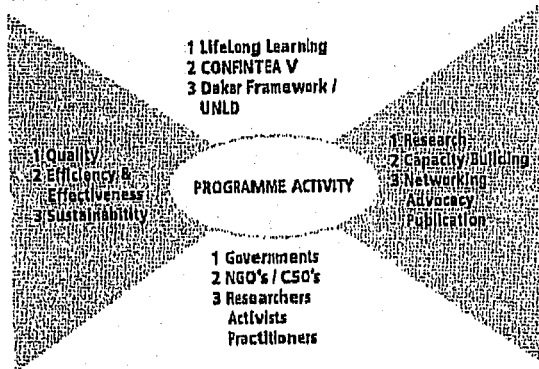 1 LifeLong Learning
2 CONFINTEA V
3 Dakar Framework /
UNLD
1 Quality
2 Efficiency &
Effectiveness
3 Sustainability
PROGRAMME ACTIVITY
1 Research
2 Capacity Building
3 Networking
Advocacy
Publication
1 Governments
2 NGO's / CSO's
3 Researchers
Activists
Practitioners